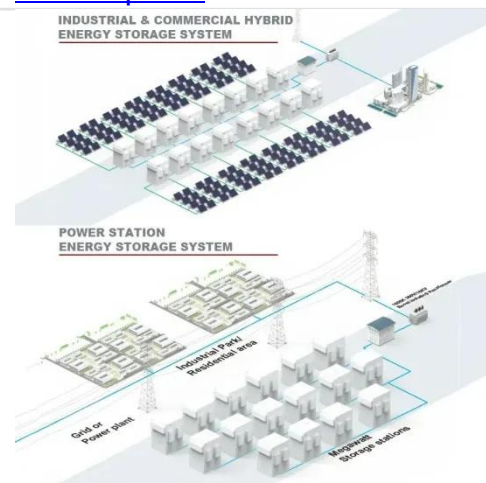 INDUSTRIAL & COMMERCIAL HYBRID
ENERGY STORAGE SYSTEM
POWER STATION
ENERGY STORAGE SYSTEM
Industrial Park/
Residential area
Grid or
Power plant
Megawatt
Storage stations